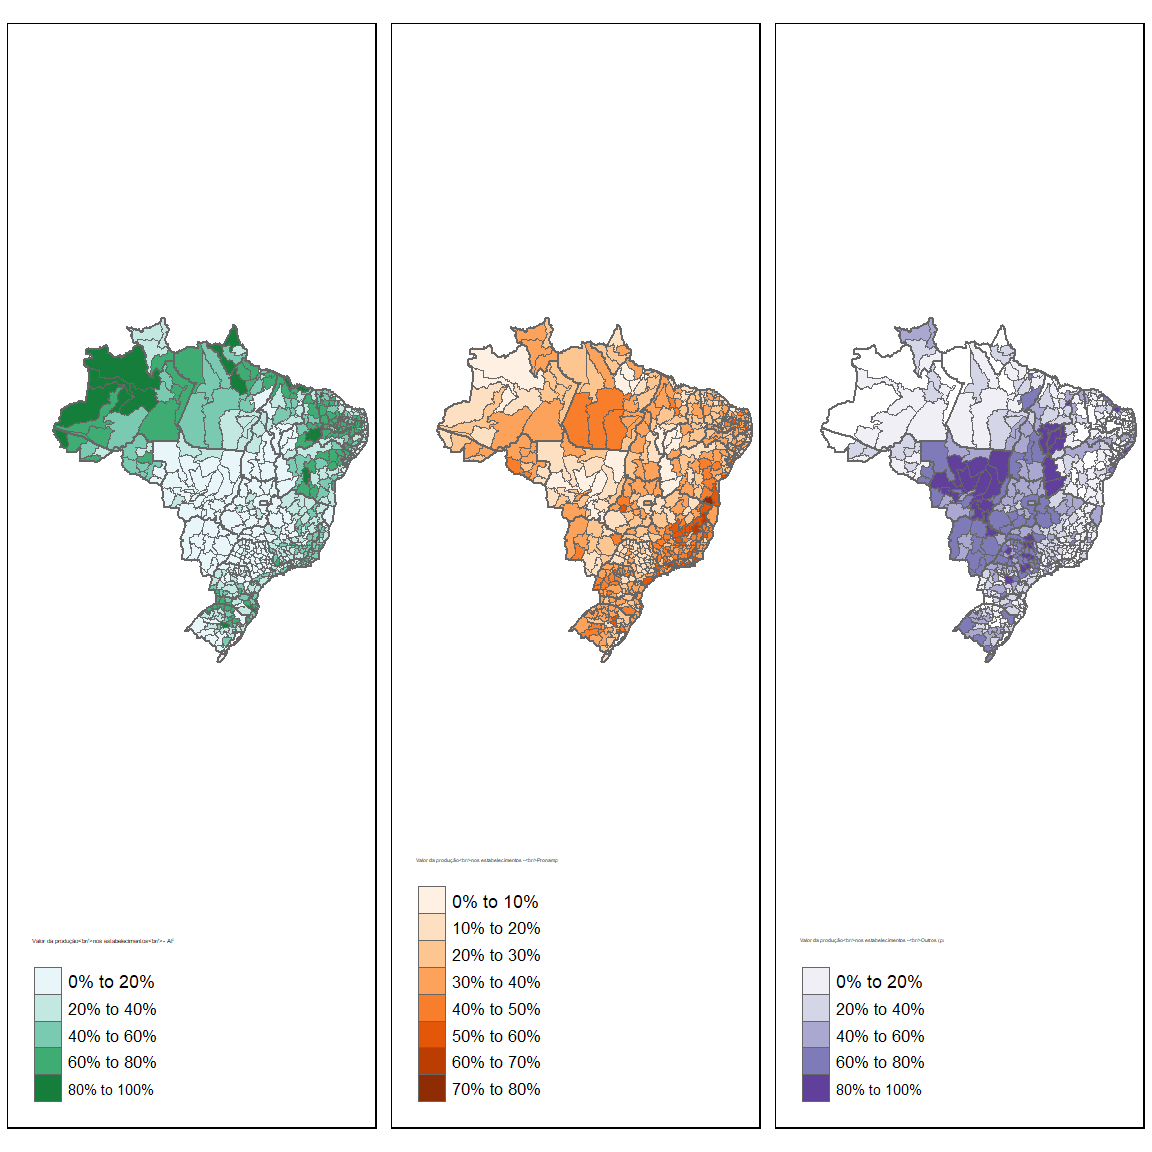 Valor da produção<br/>nos estabelecimentos<br/> - AF
0% to 20%
20% to 40%
40% to 60%
60% to 80%
80% to 100%
Valor da produção<br/>nos estabelecimentos -<br/>Pronamp
0% to 10%
10% to 20%
20% to 30%
30% to 40%
40% to 50%
50% to 60%
60% to 70%
70% to 80%
Valor da produção<br/>nos estabelecimentos -<br/>Outros (p
0% to 20%
20% to 40%
40% to 60%
60% to 80%
80% to 100%